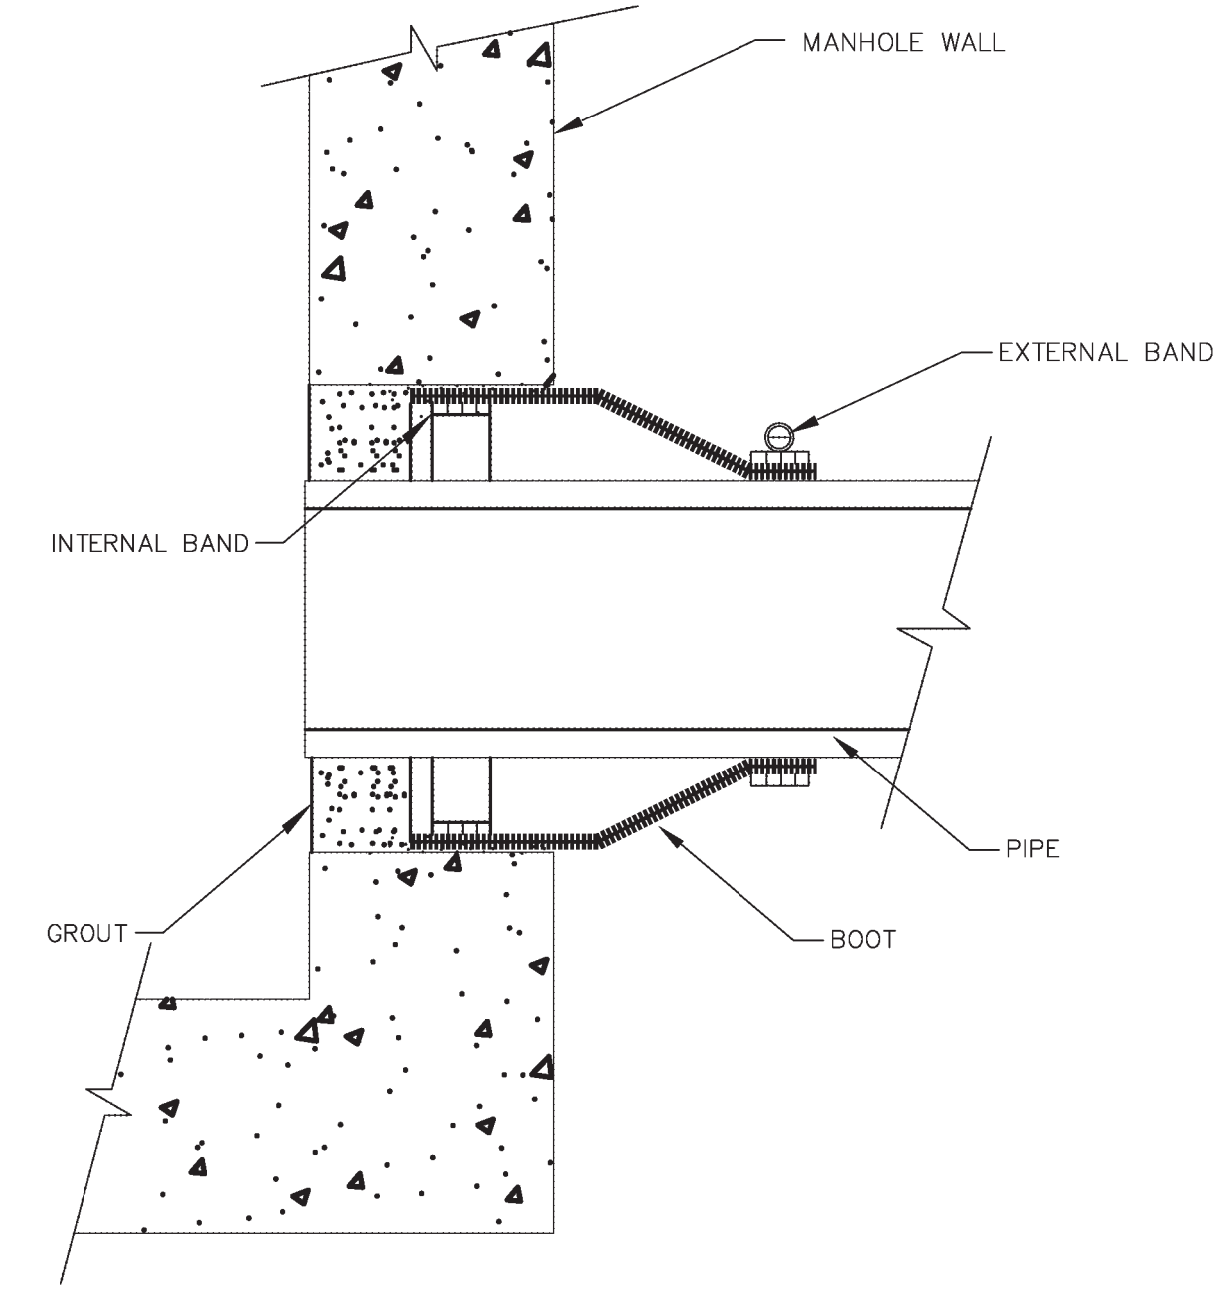 MANHOLE WALL
EXTERNAL BAND
INTERNAL BAND
PIPE
GROUT
BOOT